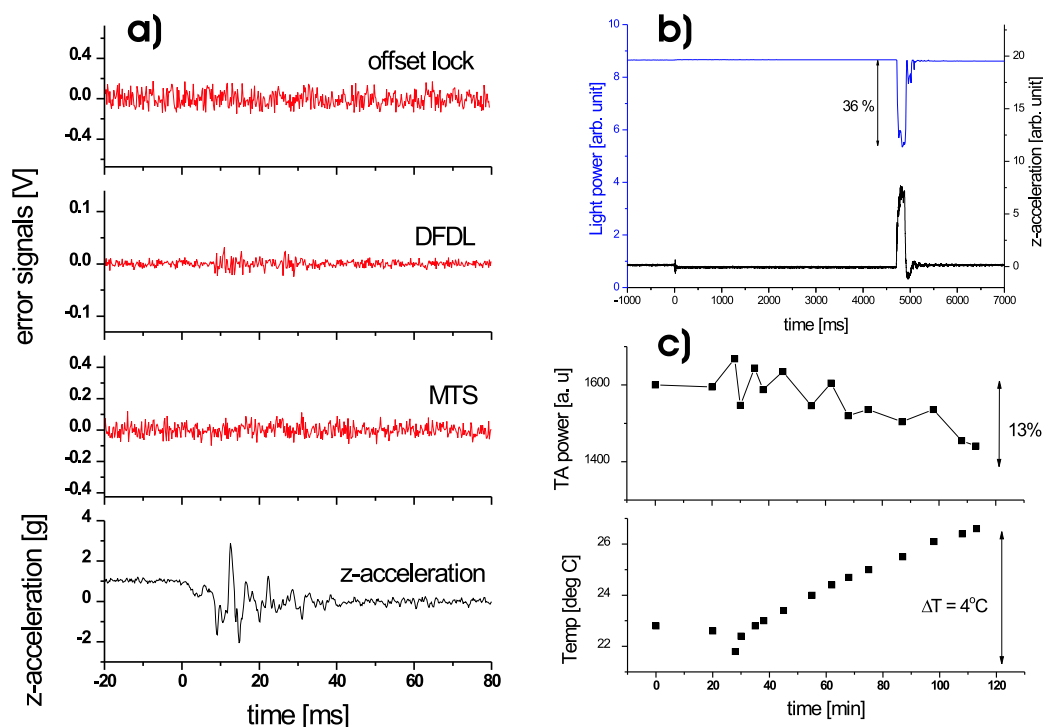 a)
error signals [V]
0.4
0.0
-0.4
offset lock
0.1
0.0
-0.1
DFDL
0.4
0.2
0.0
-0.2
-0.4
MTS
z-acceleration [g]
4
2
0
-2
z-acceleration
-20 0 20 40 60 80
time [ms]
b)
Light power [arb. unit]
10
8
6
4
2
0
36 %
20
15
10
5
0
z-acceleration [arb. unit]
-1000 0 1000 2000 3000 4000 5000 6000 7000
time [ms]
c)
TA power [a. u]
1600
1400
13%
Temp [deg C]
26
24
22
ΔT = 4°C
0 20 40 60 80 100 120
time [min]